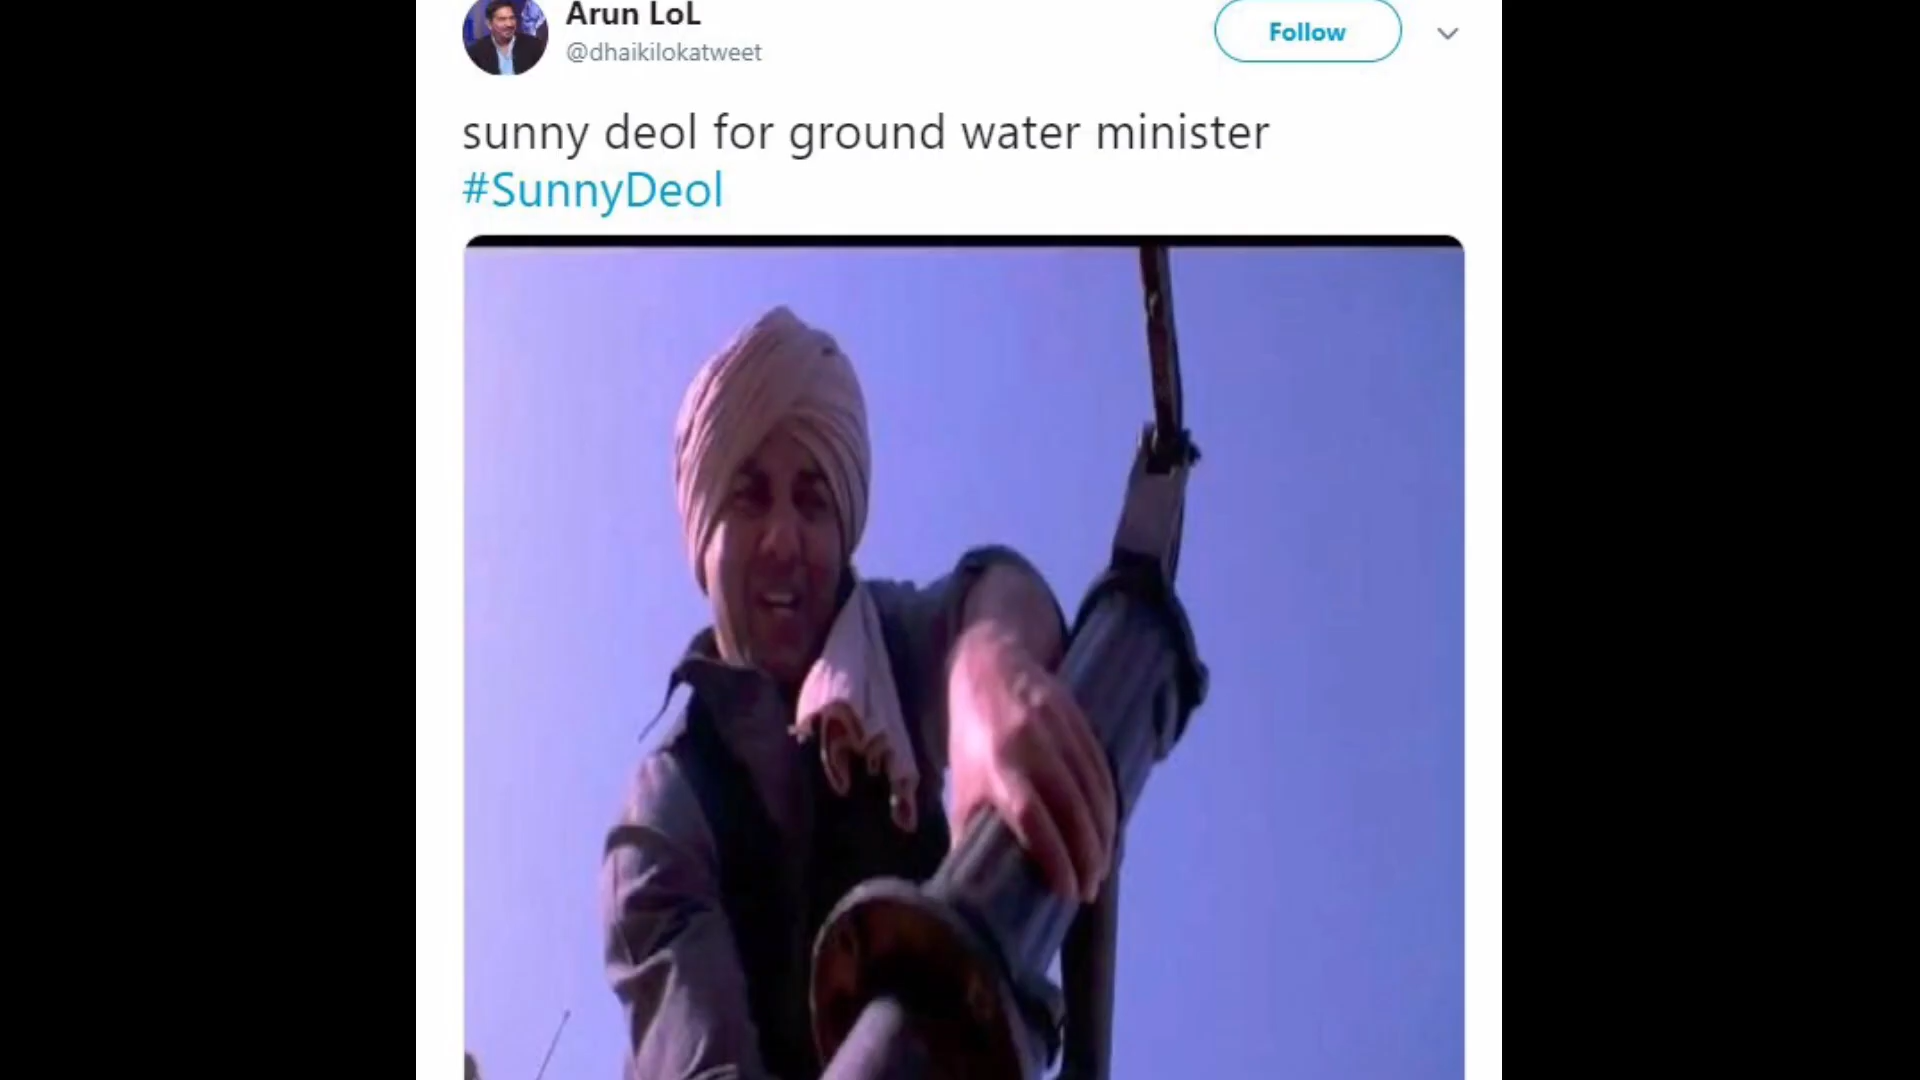 Arun LoL
@dhaikilokatweet
Follow
sunny deol for ground water minister
#SunnyDeol